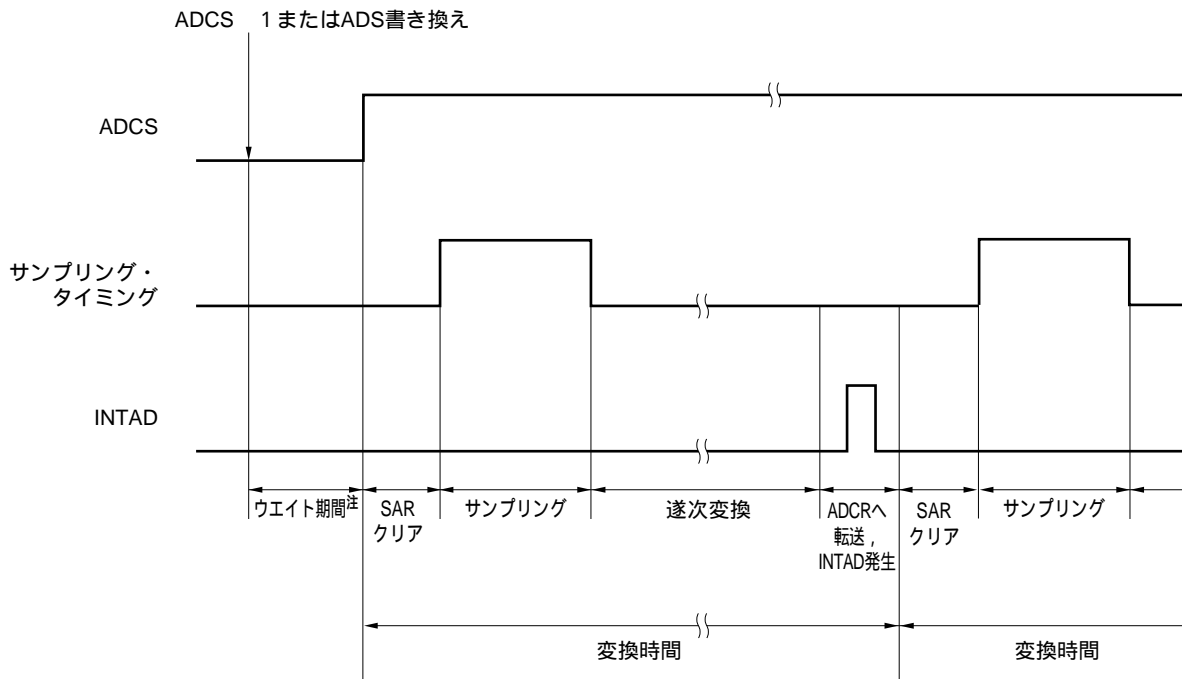 ADCS 1またはADS書き換え
ADCS
サンプリング・
タイミング
INTAD
ウエイト期間注
SAR
クリア
サンプリング
遂次変換
ADCRへ
転送,
INTAD発生
SAR
クリア
サンプリング
変換時間
変換時間